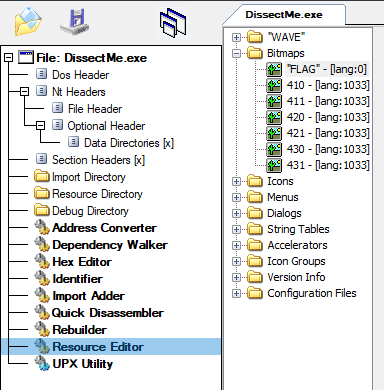 File: DissectMe.exe
Dos Header
Nt Headers
File Header
Optional Header
Data Directories [x]
Section Headers [x]
Import Directory
Resource Directory
Debug Directory
Address Converter
Dependency Walker
Hex Editor
Identifier
Import Adder
Quick Disassembler
Rebuilder
Resource Editor
UPX Utility
DissectMe.exe
"WAVE"
Bitmaps
"FLAG" - [lang:0]
410 - [lang:1033]
411 - [lang:1033]
420 - [lang:1033]
421 - [lang:1033]
430 - [lang:1033]
431 - [lang:1033]
Icons
Menus
Dialogs
String Tables
Accelerators
Icon Groups
Version Info
Configuration Files